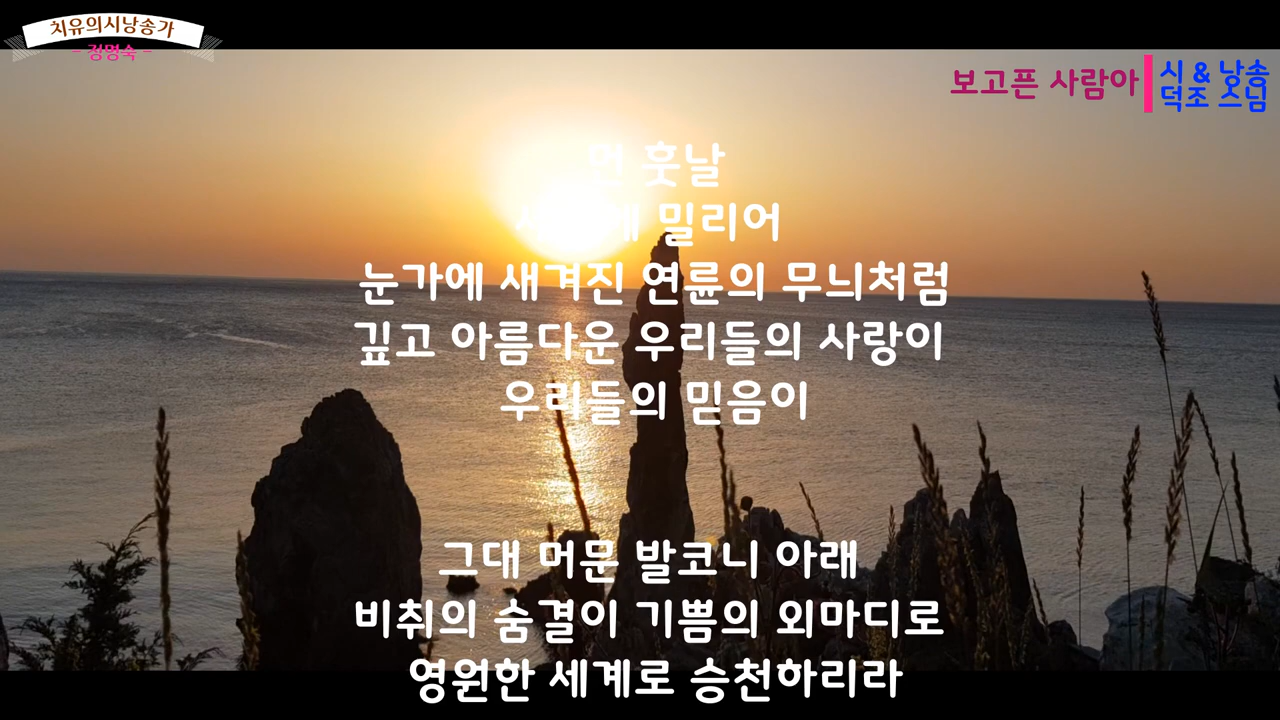 치유의시낭송가
- 정명숙 -
보고픈 사람아
시 & 낭송
덕조 스님
훗날
밀리어
눈가에 새겨진 연륜의 무늬처럼
깊고 아름다운 우리들의 사랑이
우리들의 믿음이
그대 머문 발코니 아래
비취의 숨결이 기쁨의 외마디로
영원한 세계로 승천하리라